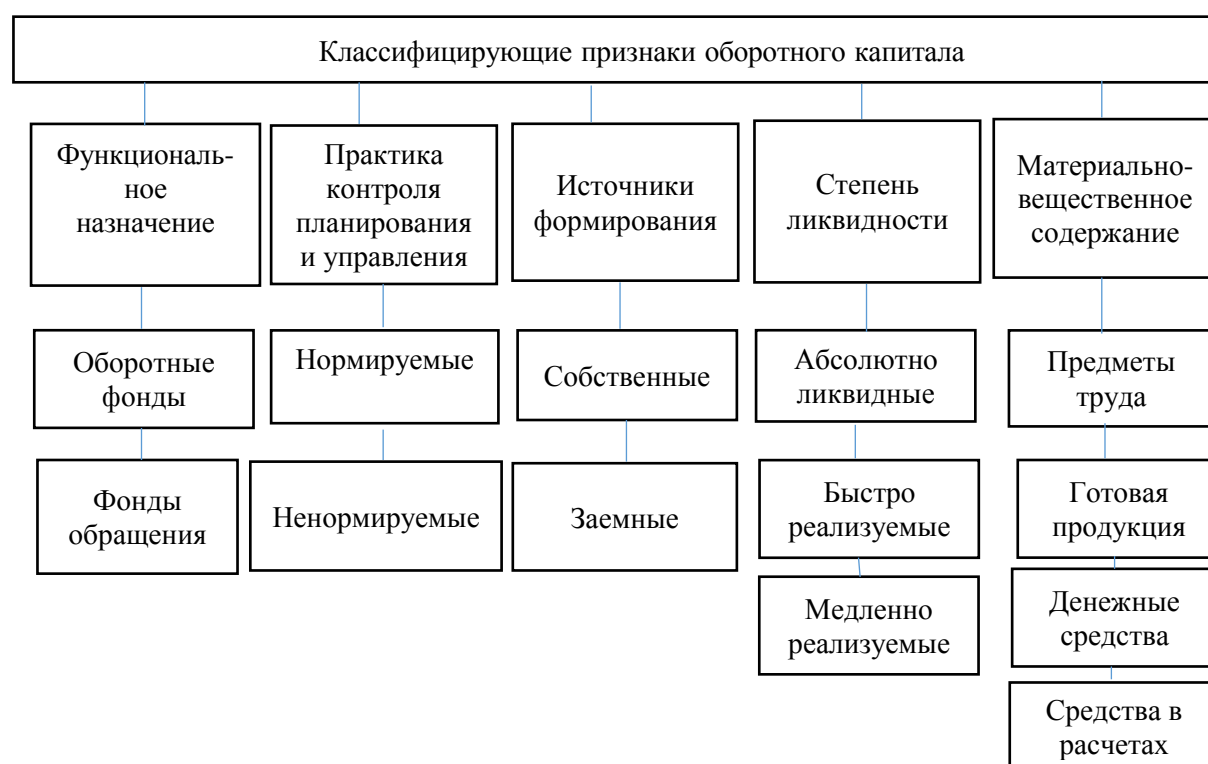 Классифицирующие признаки оборотного капитала
Функциональ-
ное
назначение
Практика
контроля
планирования
и управления
Источники
формирования
Степень
ликвидности
Материально-
вещественное
содержание
Оборотные
фонды
Нормируемые
Собственные
Абсолютно
ликвидные
Предметы
труда
Фонды
обращения
Ненормируемые
Заемные
Быстро
реализуемые
Готовая
продукция
Медленно
реализуемые
Денежные
средства
Средства в
расчетах